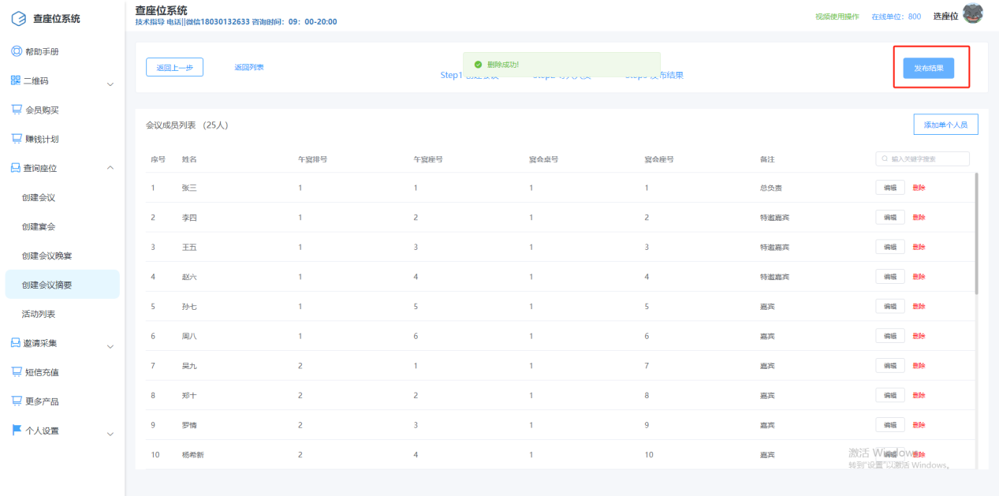 查座位系统
帮助手册
二维码
会员购买
赚钱计划
查询座位
创建会议
创建宴会
创建会议晚宴
创建会议摘要
活动列表
邀请采集
短信充值
更多产品
个人设置
查座位系统
技术指导 电话||微信18030132633 咨询时间：09：00-20:00
视频使用操作 在线单位：800 选座位
返回上一步 返回列表
删除成功!
Step1 Step2 Step3 发布结果
发布结果
会议成员列表 （25人）
添加单个人员
序号 姓名 午宴排号 午宴座号 宴会桌号 宴会座号 备注 输入关键字搜索
1 张三 1 1 1 1 总负责 编辑 删除
2 李四 1 2 1 2 特邀嘉宾 编辑 删除
3 王五 1 3 1 3 特邀嘉宾 编辑 删除
4 赵六 1 4 1 4 特邀嘉宾 编辑 删除
5 孙七 1 5 1 5 嘉宾 编辑 删除
6 周八 1 6 1 6 嘉宾 编辑 删除
7 吴九 2 1 1 7 嘉宾 编辑 删除
8 郑十 2 2 1 8 嘉宾 编辑 删除
9 罗情 2 3 1 9 嘉宾 编辑 删除
10 杨希新 2 4 1 10 嘉宾 编辑 删除
激活 Windows
转到"设置"以激活 Windows。